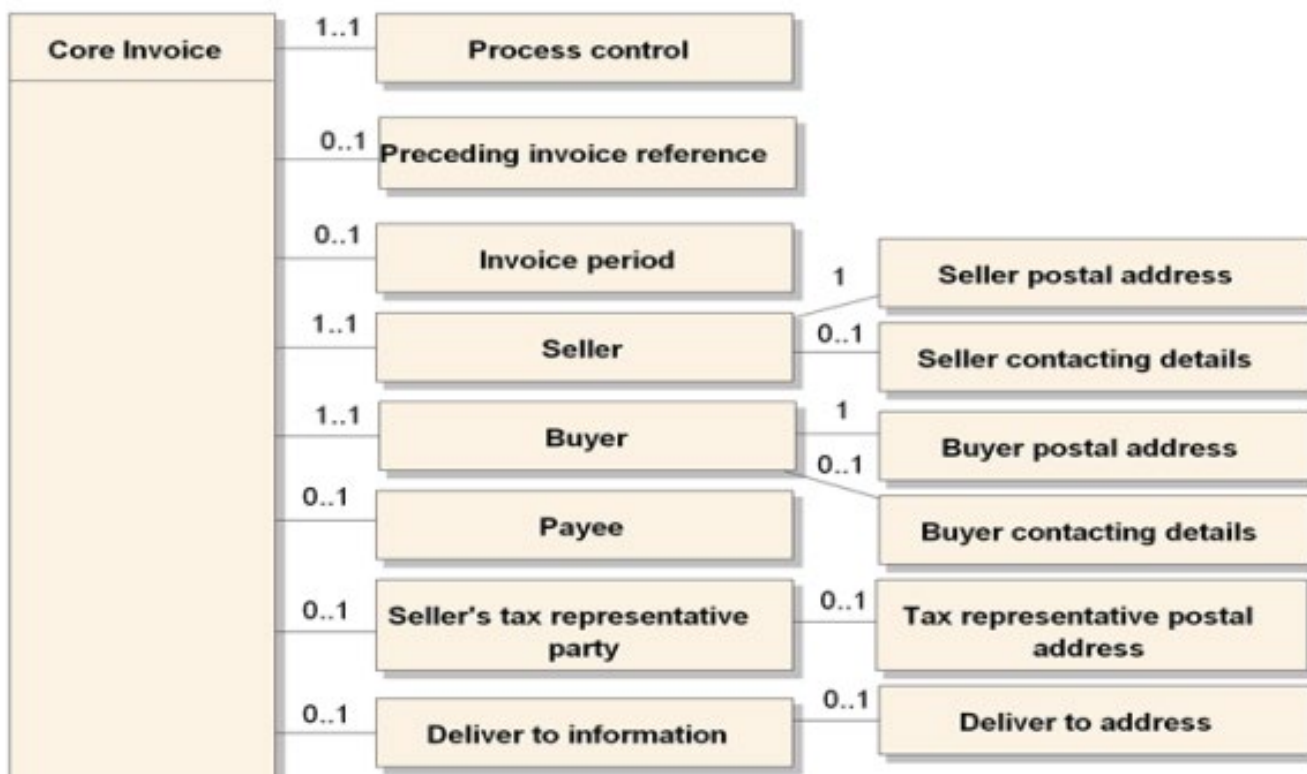 Core Invoice
1..1
Process control
0..1
Preceding invoice reference
0..1
Invoice period
1..1
Seller
1
Seller postal address
0..1
Seller contacting details
1..1
Buyer
1
Buyer postal address
0..1
Buyer contacting details
0..1
Payee
0..1
Seller's tax representative
party
0..1
Tax representative postal
address
0..1
Deliver to information
0..1
Deliver to address